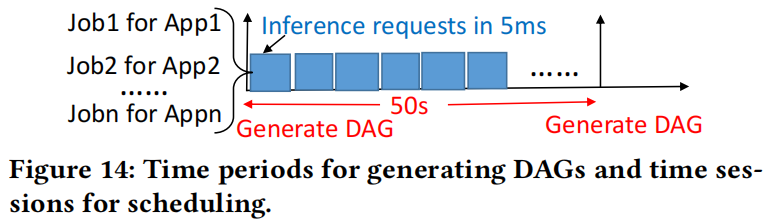 Job1 for App1
Job2 for App2
......
Jobn for Appn
Inference requests in 5ms
......
50s
Generate DAG
Generate DAG
Figure 14: Time periods for generating DAGs and time ses-
sions for scheduling.